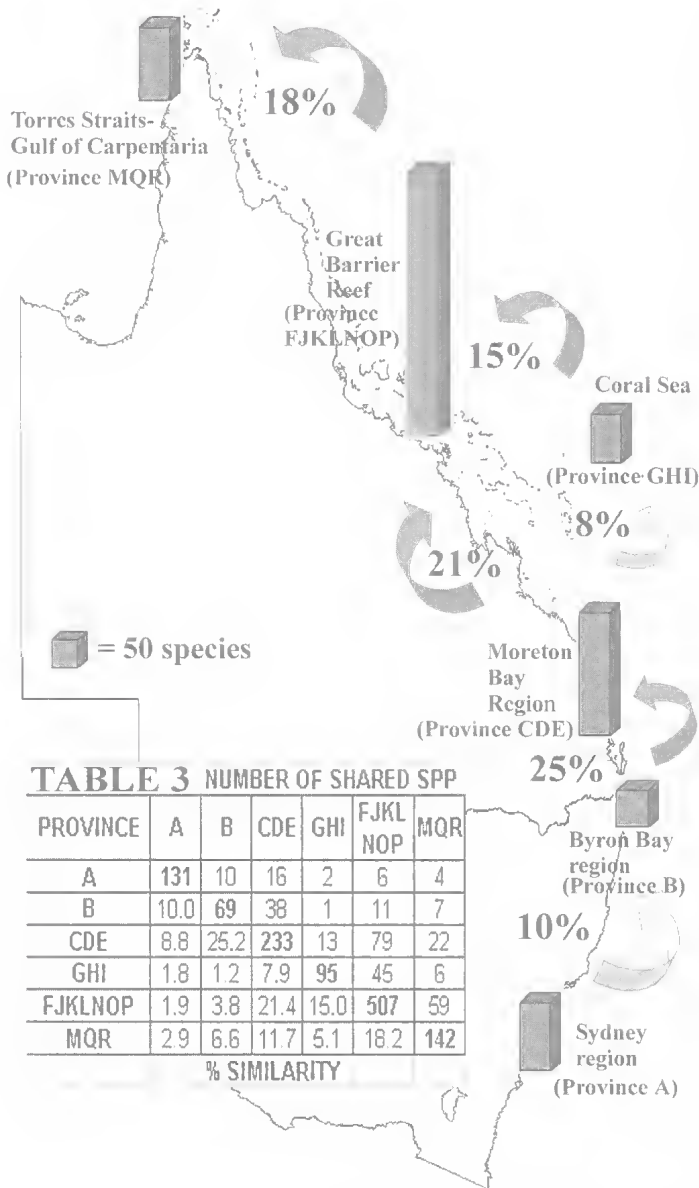 18%
Torres Straits-
Gulf of Carpentaria
(Province MQR)
Great
Barrier
Reef
(Province
FJKLNOP)
15%
Coral Sea
(Province GHI)
8%
21%
= 50 species
Moreton
Bay
Region
(Province CDE)
25%
Byron Bay
region
(Province B)
10%
Sydney
region
(Province A)
TABLE 3 NUMBER OF SHARED SPP
PROVINCE A B CDE GHI FJKL NOP MQR
A 131 10 16 2 6 4
B 10.0 69 38 1 11 7
CDE 8.8 25.2 233 13 79 22
GHI 1.8 1.2 7.9 95 45 6
FJKLNOP 1.9 3.8 21.4 15.0 507 59
MQR 2.9 6.6 11.7 5.1 18.2 142
% SIMILARITY